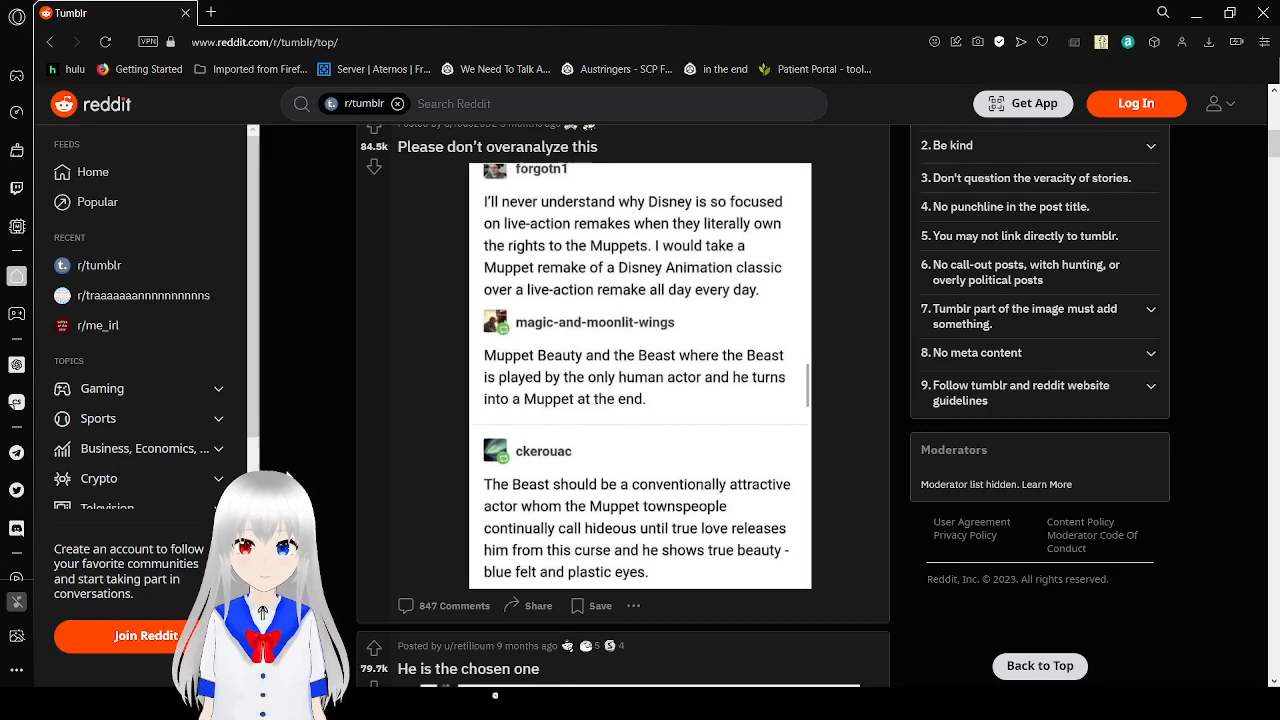 Tumblr
VPN
www.reddit.com/r/tumblr/top/
hulu
Getting Started
Imported from Firef...
Server | Aternos | Fr...
We Need To Talk A...
Austringers - SCP F...
in the end
Patient Portal - tool...
reddit
r/tumblr
Search Reddit
Get App
Log In
FEEDS
Home
Popular
RECENT
r/tumblr
r/traaaaaaannnnnnnnns
r/me_irl
TOPICS
Gaming
Sports
Business, Economics, ...
Crypto
Television
Create an account to follow
your favorite communities
and start taking part in
conversations.
Join Reddit
84.5k
Please don't overanalyze this
forgotn1
I'll never understand why Disney is so focused
on live-action remakes when they literally own
the rights to the Muppets. I would take a
Muppet remake of a Disney Animation classic
over a live-action remake all day every day.
magic-and-moonlit-wings
Muppet Beauty and the Beast where the Beast
is played by the only human actor and he turns
into a Muppet at the end.
ckerouac
The Beast should be a conventionally attractive
actor whom the Muppet townspeople
continually call hideous until true love releases
him from this curse and he shows true beauty -
blue felt and plastic eyes.
847 Comments
Share
Save
Posted by u/retilioum 9 months ago
5
4
79.7k
He is the chosen one
2. Be kind
3. Don't question the veracity of stories.
4. No punchline in the post title.
5. You may not link directly to tumblr.
6. No call-out posts, witch hunting, or
overly political posts
7. Tumblr part of the image must add
something.
8. No meta content
9. Follow tumblr and reddit website
guidelines
Moderators
Moderator list hidden. Learn More
User Agreement
Privacy Policy
Content Policy
Moderator Code Of
Conduct
Reddit, Inc. © 2023. All rights reserved.
Back to Top